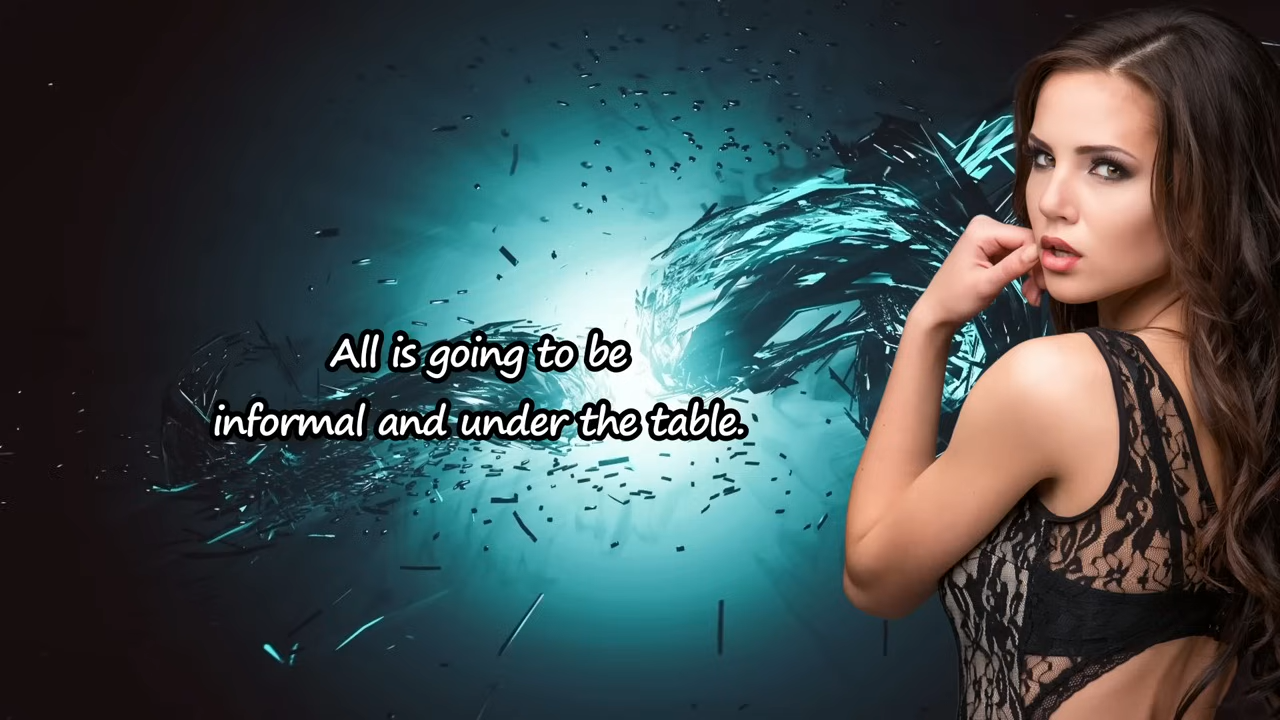 All is going to be
informal and under the table.